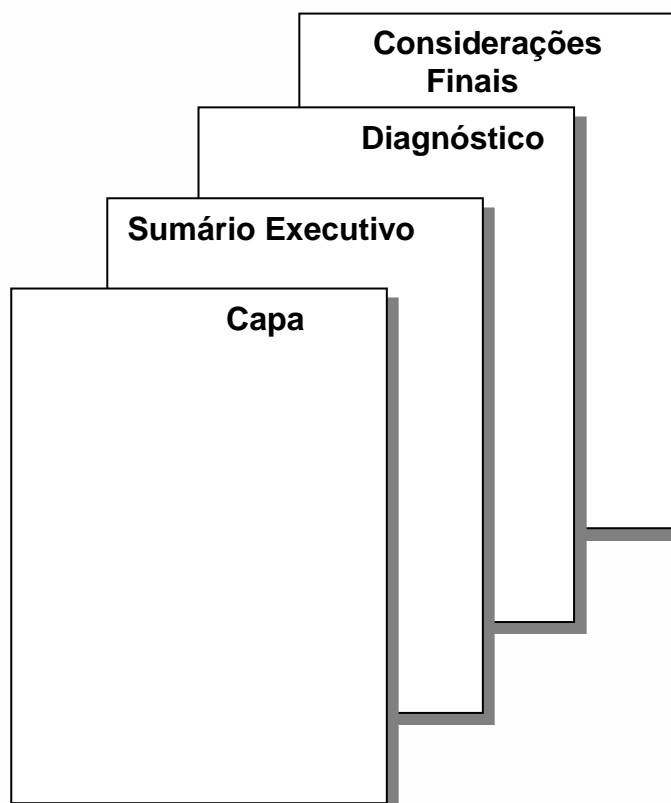 Considerações
Finais
Diagnóstico
Sumário Executivo
Capa